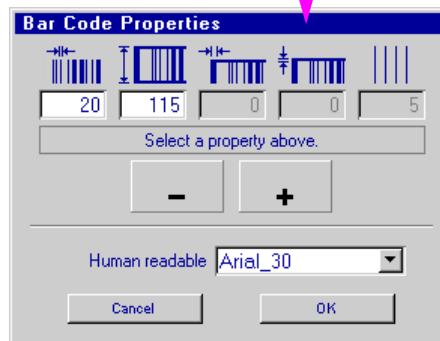 Bar Code Properties
20 115 0 0 5
Select a property above.
- +
Human readable Arial_30
Cancel OK